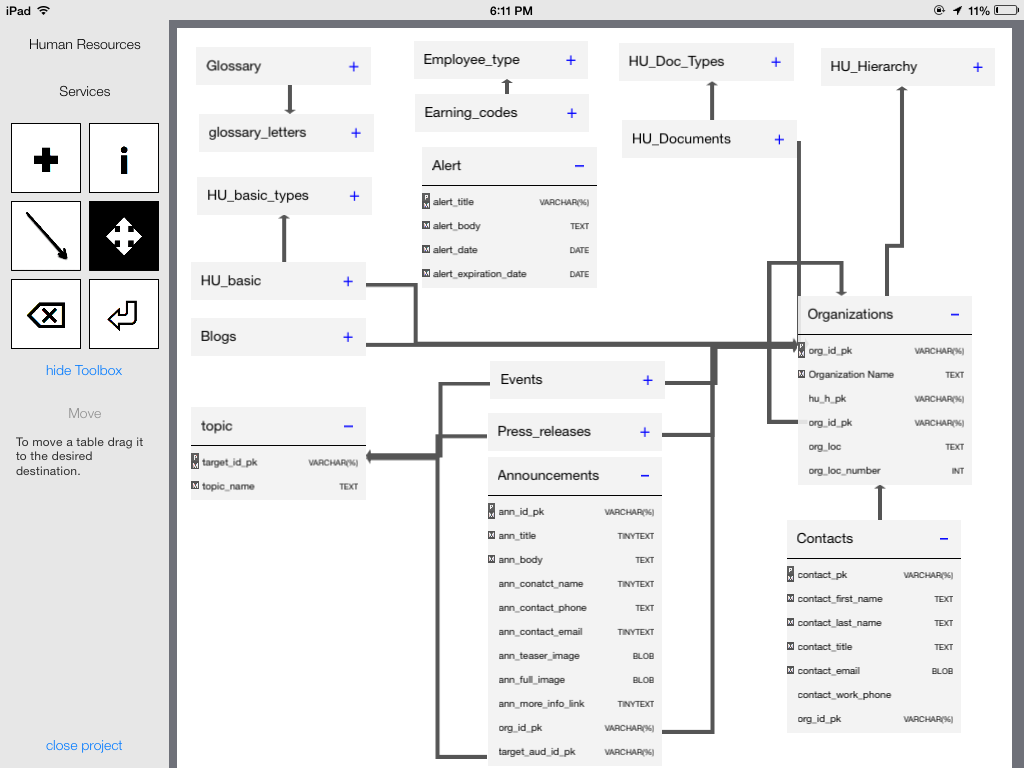 iPad
6:11 PM
11%
Human Resources
Services
hide Toolbox
Move
To move a table drag it
to the desired
destination.
close project
Glossary +
glossary_letters +
HU_basic_types +
HU_basic +
Blogs +
topic −
PM target_id_pk VARCHAR(%)
M topic_name TEXT
Employee_type +
Earning_codes +
Alert −
PM alert_title VARCHAR(%)
M alert_body TEXT
M alert_date DATE
M alert_expiration_date DATE
Events +
Press_releases +
Announcements −
PM ann_id_pk VARCHAR(%)
M ann_title TINYTEXT
M ann_body TEXT
ann_conatct_name TINYTEXT
ann_contact_phone TEXT
ann_contact_email TINYTEXT
ann_teaser_image BLOB
ann_full_image BLOB
ann_more_info_link TINYTEXT
org_id_pk VARCHAR(%)
target_aud_id_pk VARCHAR(%)
HU_Doc_Types +
HU_Documents +
HU_Hierarchy +
Organizations −
PM org_id_pk VARCHAR(%)
M Organization Name TEXT
hu_h_pk VARCHAR(%)
org_id_pk VARCHAR(%)
org_loc TEXT
org_loc_number INT
Contacts −
PM contact_pk VARCHAR(%)
M contact_first_name TEXT
M contact_last_name TEXT
M contact_title TEXT
M contact_email BLOB
contact_work_phone
org_id_pk VARCHAR(%)